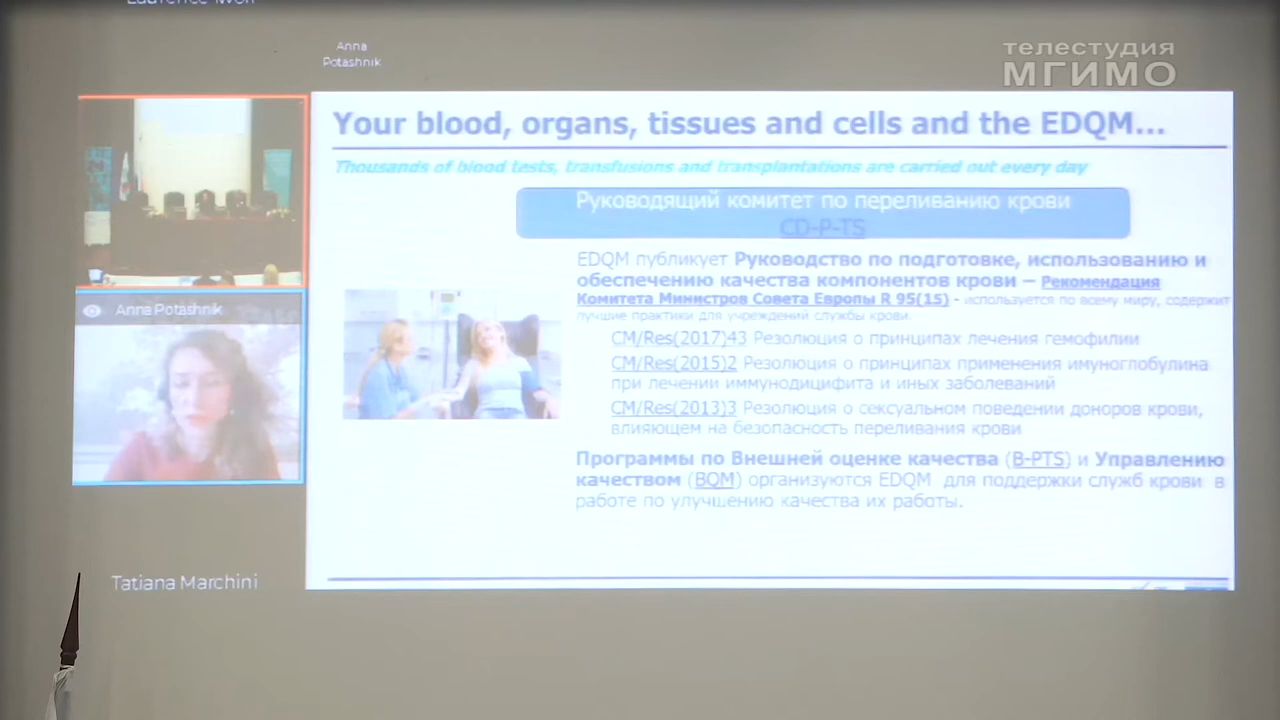 Anna
Potashnik
телестудия
МГИМО
Your blood, organs, tissues and cells and the EDQM...
Thousands of blood tests, transfusions and transplantations are carried out every day
Руководящий комитет по переливанию крови
CD-P-TS
EDQM публикует Руководство по подготовке, использованию и
обеспечению качества компонентов крови – Рекомендация
Комитета Министров Совета Европы R 95(15) - используется по всему миру, содержит
лучшие практики для учреждений службы крови
CM/Res(2017)43 Резолюция о принципах лечения гемофилии
CM/Res(2015)2 Резолюция о принципах применения имуноглобулина
при лечении иммунодицифита и иных заболеваний
CM/Res(2013)3 Резолюция о сексуальном поведении доноров крови,
влияющем на безопасность переливания крови
Программы по Внешней оценке качества (B-PTS) и Управлению
качеством (BQM) организуются EDQM для поддержки служб крови в
работе по улучшению качества их работы.
Anna Potashnik
Tatiana Marchini